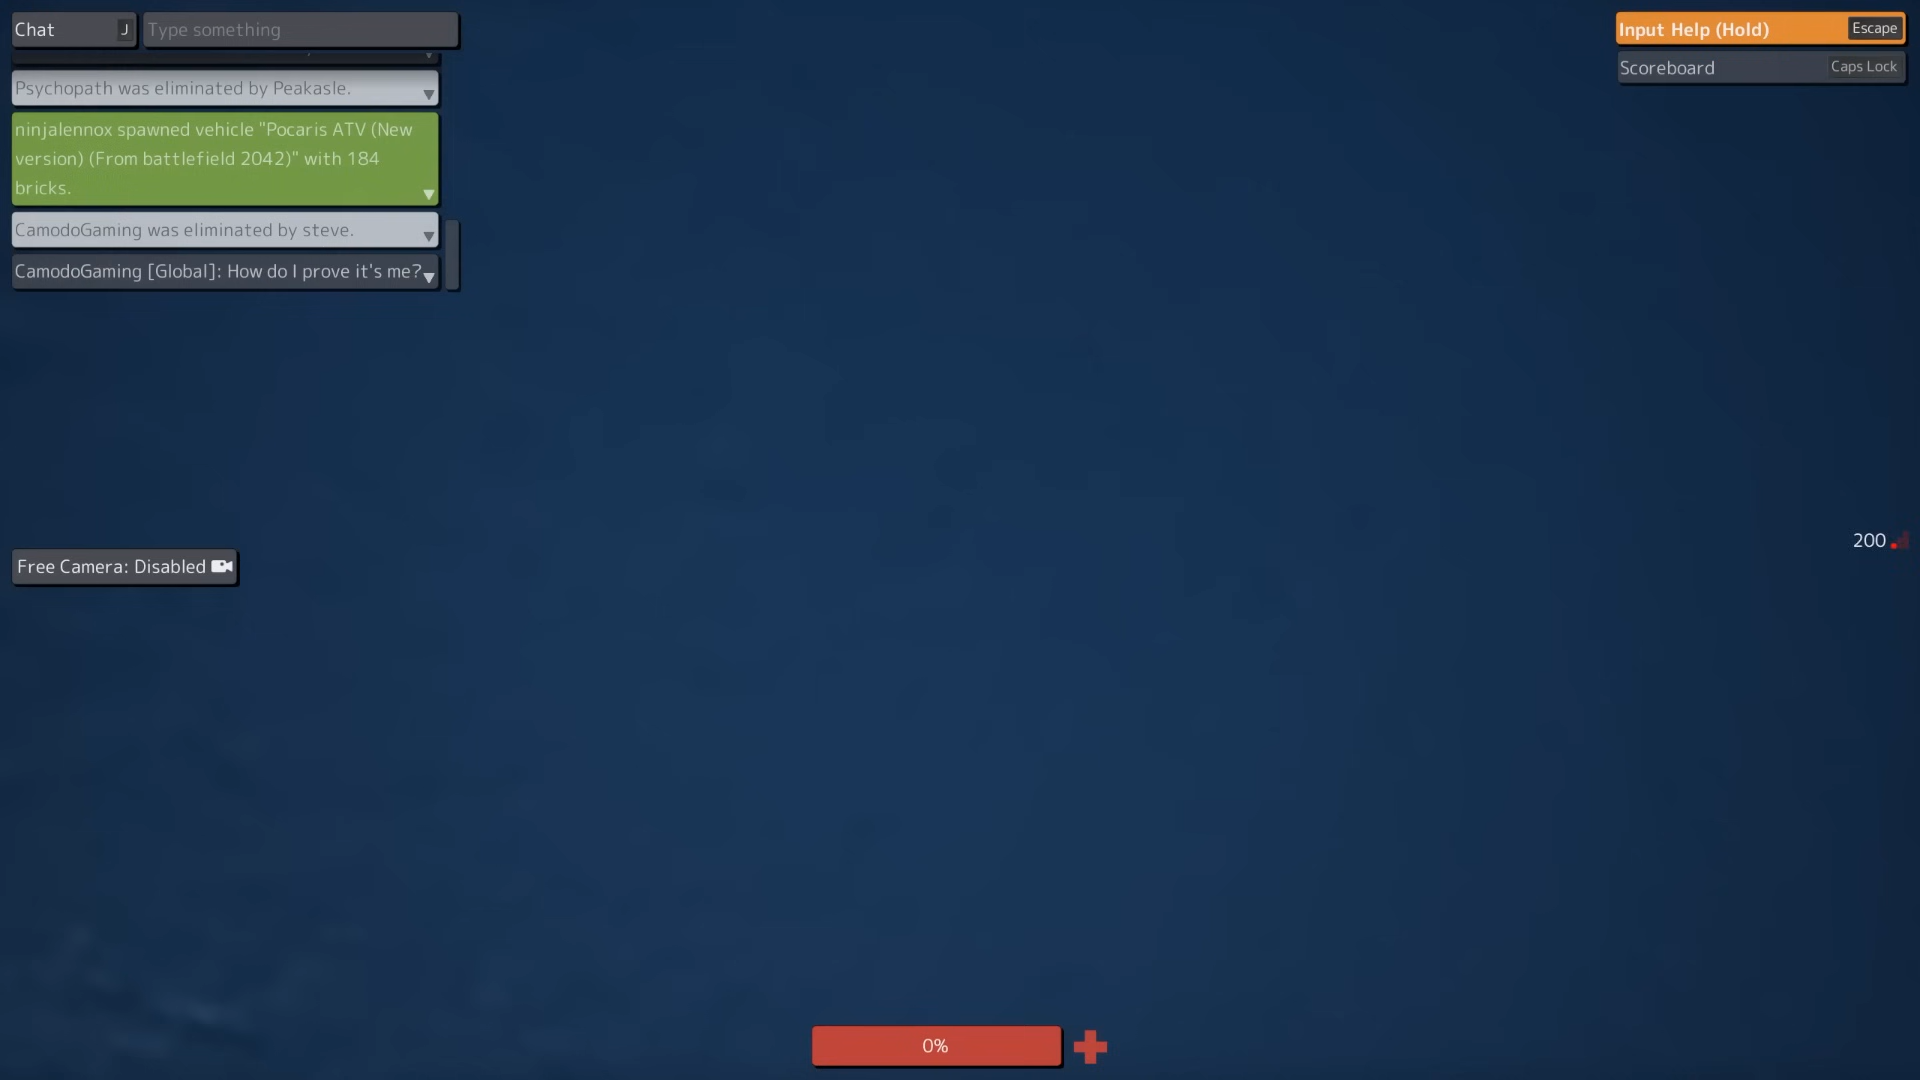 Chat J Type something
Psychopath was eliminated by Peakasle.
ninjalennox spawned vehicle "Pocaris ATV (New
version) (From battlefield 2042)" with 184
bricks.
CamodoGaming was eliminated by steve.
CamodoGaming [Global]: How do I prove it's me?
Input Help (Hold) Escape
Scoreboard Caps Lock
200
Free Camera: Disabled
0%